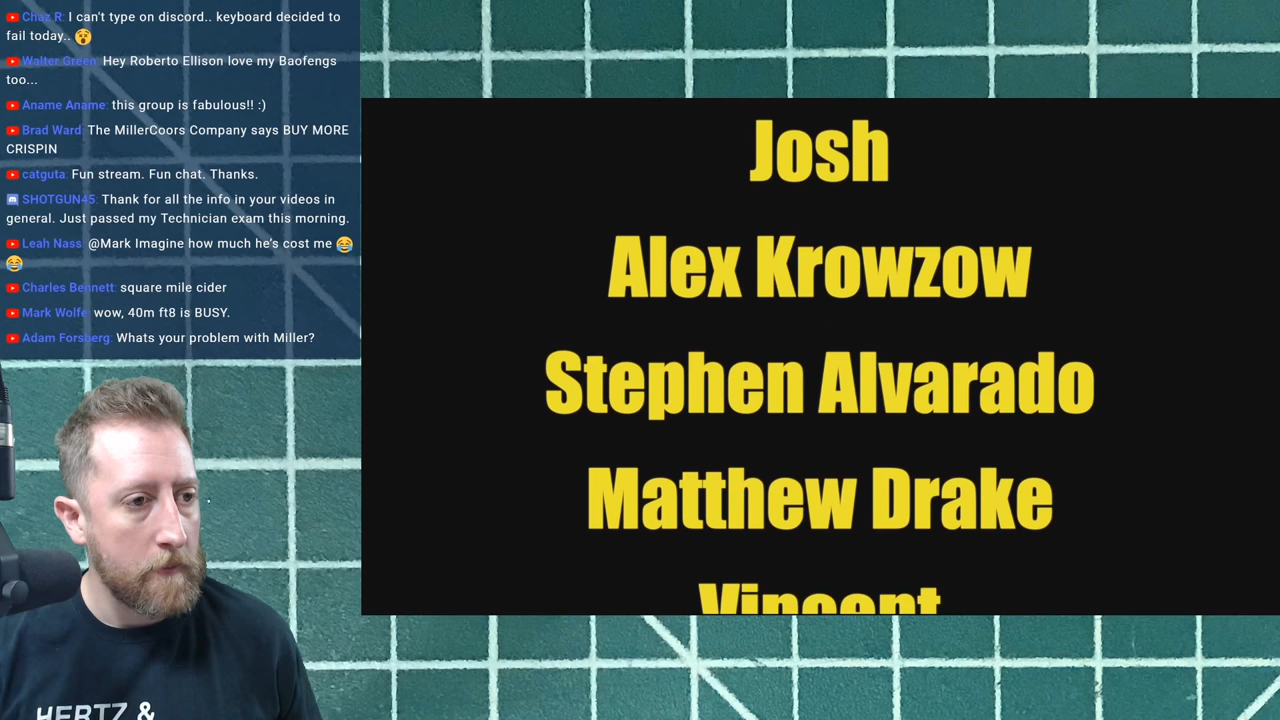 Chaz R: I can't type on discord.. keyboard decided to
fail today.. 😲
Walter Green: Hey Roberto Ellison love my Baofengs
too...
Aname Aname: this group is fabulous!! :)
Brad Ward: The MillerCoors Company says BUY MORE
CRISPIN
catguta: Fun stream. Fun chat. Thanks.
SHOTGUN45: Thank for all the info in your videos in
general. Just passed my Technician exam this morning.
Leah Nass: @Mark Imagine how much he's cost me 😂
😂
Charles Bennett: square mile cider
Mark Wolfe: wow, 40m ft8 is BUSY.
Adam Forsberg: Whats your problem with Miller?
Josh
Alex Krowzow
Stephen Alvarado
Matthew Drake
Vincent
HERTZ &